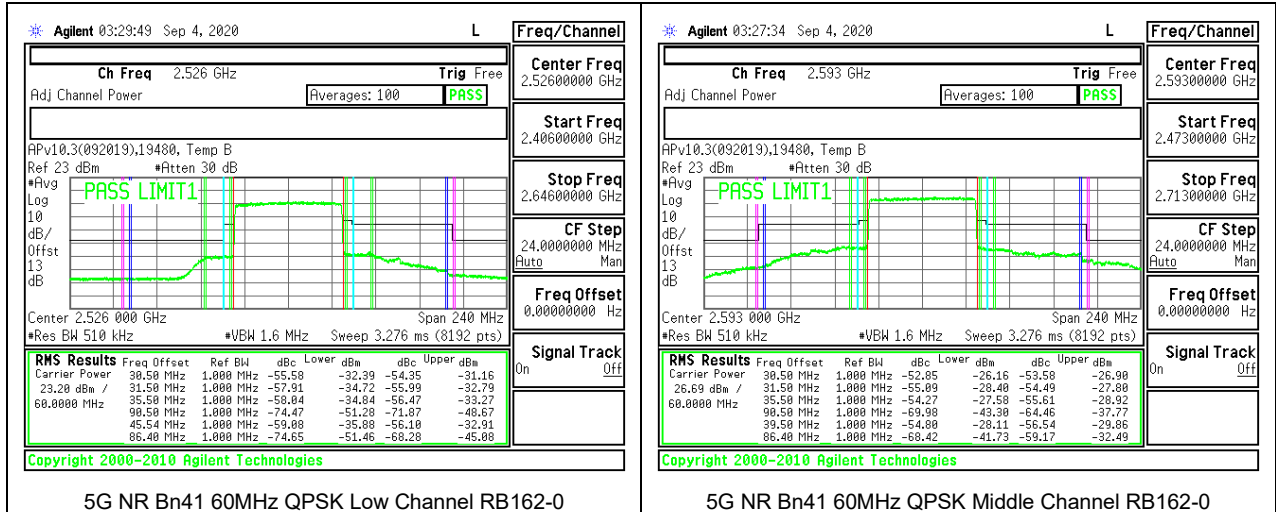 Agilent 03:29:49 Sep 4, 2020 L
Freq/Channel
Ch Freq 2.526 GHz Trig Free
Adj Channel Power Averages: 100 PASS
APv10.3(092019),19480, Temp B
Ref 23 dBm #Atten 30 dB
#Avg
Log
10
dB/
Offst
13
dB
PASS LIMIT1
Center 2.526 000 GHz Span 240 MHz
#Res BW 510 kHz #VBW 1.6 MHz Sweep 3.276 ms (8192 pts)
RMS Results Freq Offset Ref BW dBc Lower dBm dBc Upper dBm
Carrier Power 30.50 MHz 1.000 MHz -55.58 -32.39 -54.95 -31.16
23.20 dBm / 31.50 MHz 1.000 MHz -57.91 -34.72 -55.95 -32.79
60.0000 MHz 35.50 MHz 1.000 MHz -58.04 -34.84 -56.47 -33.27
90.50 MHz 1.000 MHz -74.47 -51.28 -71.87 -48.67
45.54 MHz 1.000 MHz -59.08 -35.88 -56.10 -32.91
86.40 MHz 1.000 MHz -74.65 -51.46 -68.28 -45.08
Copyright 2000-2010 Agilent Technologies
Center Freq
2.52600000 GHz
Start Freq
2.40600000 GHz
Stop Freq
2.64600000 GHz
CF Step
24.0000000 MHz
Auto Man
Freq Offset
0.00000000 Hz
Signal Track
On Off
5G NR Bn41 60MHz QPSK Low Channel RB162-0
Agilent 03:27:34 Sep 4, 2020 L
Freq/Channel
Ch Freq 2.593 GHz Trig Free
Adj Channel Power Averages: 100 PASS
APv10.3(092019),19480, Temp B
Ref 23 dBm #Atten 30 dB
#Avg
Log
10
dB/
Offst
13
dB
PASS LIMIT1
Center 2.593 000 GHz Span 240 MHz
#Res BW 510 kHz #VBW 1.6 MHz Sweep 3.276 ms (8192 pts)
RMS Results Freq Offset Ref BW dBc Lower dBm dBc Upper dBm
Carrier Power 30.50 MHz 1.000 MHz -52.85 -26.16 -53.58 -26.90
26.69 dBm / 31.50 MHz 1.000 MHz -55.09 -28.40 -54.49 -27.80
60.0000 MHz 35.50 MHz 1.000 MHz -54.27 -27.58 -55.61 -28.92
90.50 MHz 1.000 MHz -69.98 -43.30 -64.46 -37.77
39.50 MHz 1.000 MHz -54.80 -28.11 -56.54 -29.86
86.40 MHz 1.000 MHz -68.42 -41.73 -59.17 -32.49
Copyright 2000-2010 Agilent Technologies
Center Freq
2.59300000 GHz
Start Freq
2.47300000 GHz
Stop Freq
2.71300000 GHz
CF Step
24.0000000 MHz
Auto Man
Freq Offset
0.00000000 Hz
Signal Track
On Off
5G NR Bn41 60MHz QPSK Middle Channel RB162-0